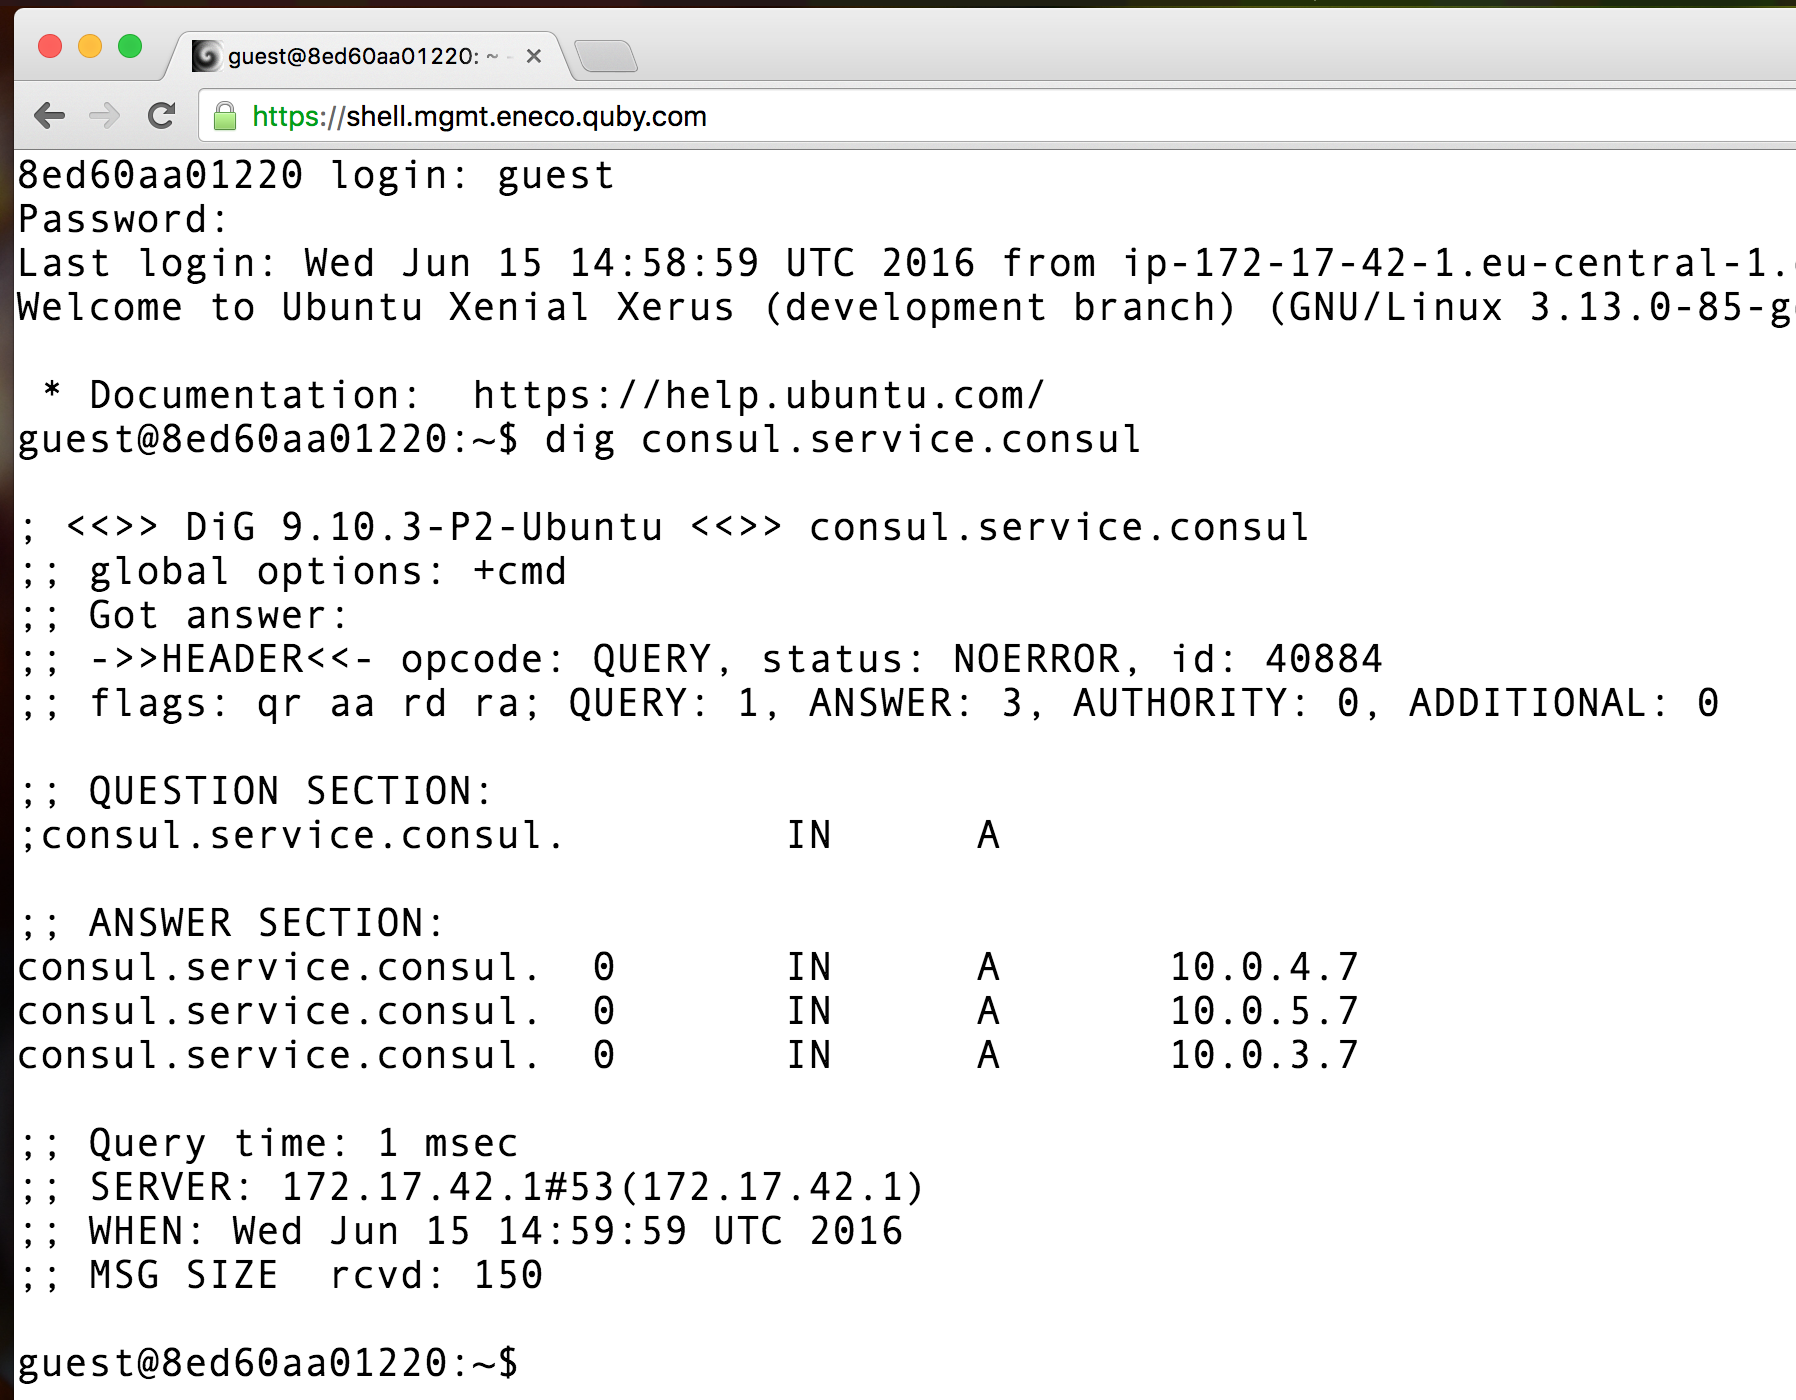 guest@8ed60aa01220: ~
https://shell.mgmt.eneco.quby.com
8ed60aa01220 login: guest
Password:
Last login: Wed Jun 15 14:58:59 UTC 2016 from ip-172-17-42-1.eu-central-1.
Welcome to Ubuntu Xenial Xerus (development branch) (GNU/Linux 3.13.0-85-g
* Documentation:  https://help.ubuntu.com/
guest@8ed60aa01220:~$ dig consul.service.consul
; <<>> DiG 9.10.3-P2-Ubuntu <<>> consul.service.consul
;; global options: +cmd
;; Got answer:
;; ->>HEADER<<- opcode: QUERY, status: NOERROR, id: 40884
;; flags: qr aa rd ra; QUERY: 1, ANSWER: 3, AUTHORITY: 0, ADDITIONAL: 0
;; QUESTION SECTION:
;consul.service.consul.		IN	A
;; ANSWER SECTION:
consul.service.consul.	0	IN	A	10.0.4.7
consul.service.consul.	0	IN	A	10.0.5.7
consul.service.consul.	0	IN	A	10.0.3.7
;; Query time: 1 msec
;; SERVER: 172.17.42.1#53(172.17.42.1)
;; WHEN: Wed Jun 15 14:59:59 UTC 2016
;; MSG SIZE  rcvd: 150
guest@8ed60aa01220:~$